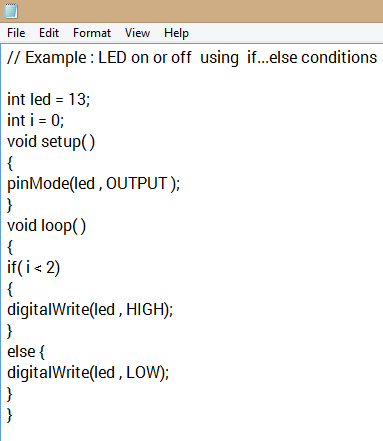 File Edit Format View Help
// Example : LED on or off  using  if...else conditions
int led = 13;
int i = 0;
void setup( )
{
pinMode(led , OUTPUT );
}
void loop( )
{
if( i < 2)
{
digitalWrite(led , HIGH);
}
else {
digitalWrite(led , LOW);
}
}